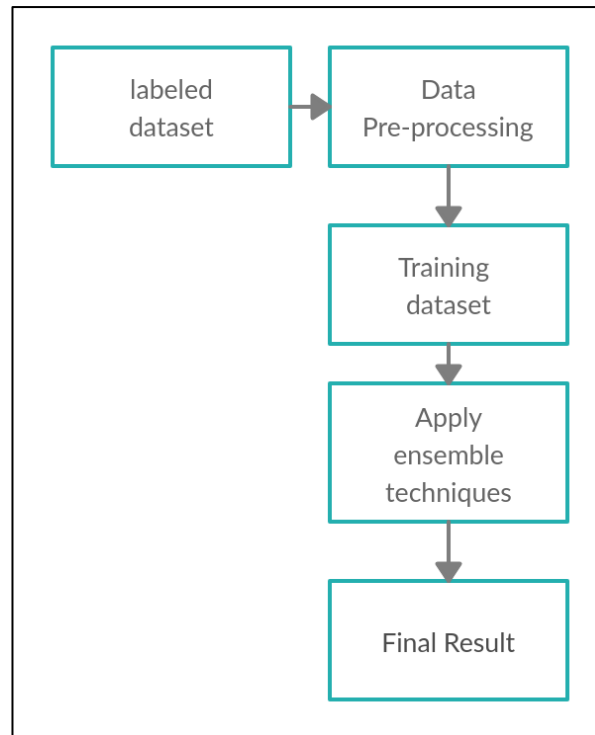 labeled
dataset
Data
Pre-processing
Training
dataset
Apply
ensemble
techniques
Final Result